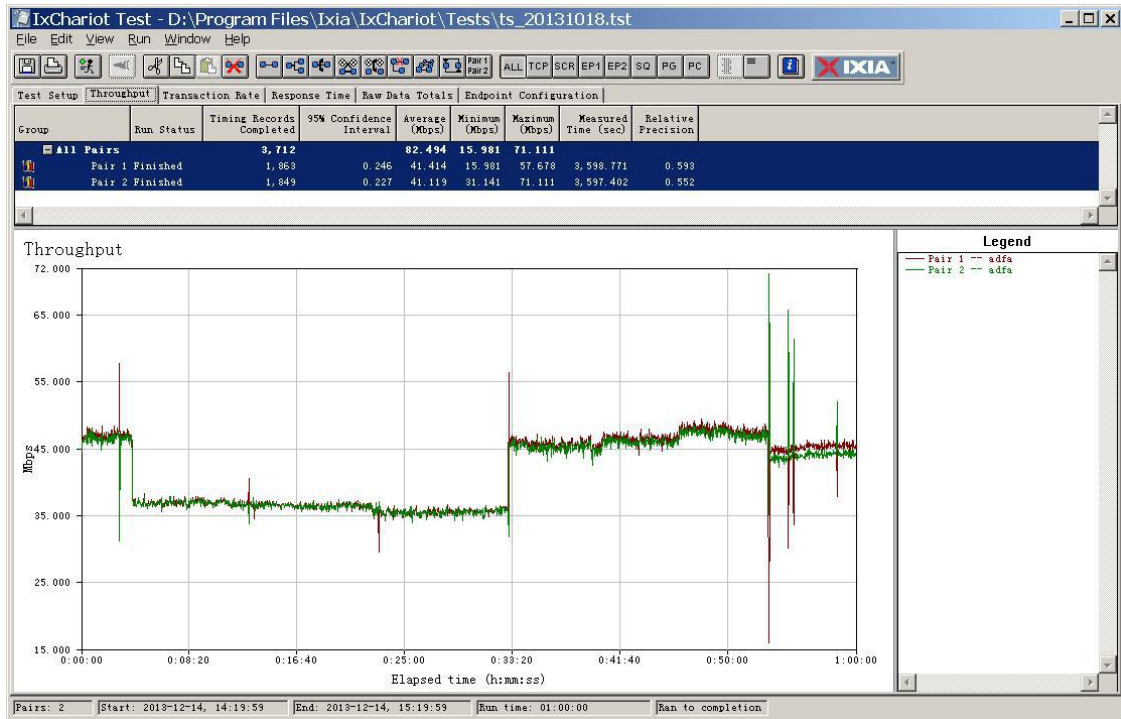 IxChariot Test - D:\Program Files\Ixia\IxChariot\Tests\ts_20131018.tst
File Edit View Run Window Help
Pair 1 Pair 2 ALL TCP SCR EP1 EP2 SQ PG PC IXIA
Test Setup Throughput Transaction Rate Response Time Raw Data Totals Endpoint Configuration
Group Run Status Timing Records Completed 95% Confidence Interval Average (Mbps) Minimum (Mbps) Maximum (Mbps) Measured Time (sec) Relative Precision
All Pairs 3,712 82.494 15.981 71.111
Pair 1 Finished 1,863 0.246 41.414 15.981 57.678 3,598.771 0.593
Pair 2 Finished 1,849 0.227 41.119 31.141 71.111 3,597.402 0.552
Throughput
72.000
65.000
55.000
45.000
35.000
25.000
15.000
Mbps
0:00:00 0:08:20 0:16:40 0:25:00 0:33:20 0:41:40 0:50:00 1:00:00
Elapsed time (h:mm:ss)
Legend
Pair 1 -- adfa
Pair 2 -- adfa
Pairs: 2 Start: 2013-12-14, 14:19:59 End: 2013-12-14, 15:19:59 Run time: 01:00:00 Ran to completion